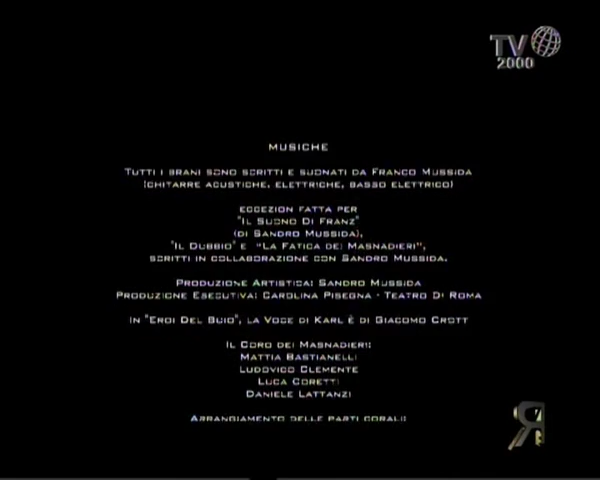 TV
2000
MUSICHE
TUTTI I BRANI SONO SCRITTI E SUONATI DA FRANCO MUSSIDA
(CHITARRE ACUSTICHE, ELETTRICHE, BASSO ELETTRICO)
ECCEZION FATTA PER
"IL SUONO DI FRANZ"
(DI SANDRO MUSSIDA),
"IL DUBBIO" E "LA FATICA DEI MASNADIERI",
SCRITTI IN COLLABORAZIONE CON SANDRO MUSSIDA.
PRODUZIONE ARTISTICA: SANDRO MUSSIDA
PRODUZIONE ESECUTIVA: CAROLINA PISEGNA - TEATRO DI ROMA
IN "EROI DEL BUIO", LA VOCE DI KARL È DI GIACOMO CROTT
IL CORO DEI MASNADIERI:
MATTIA BASTIANELLI
LUDOVICO CLEMENTE
LUCA CORETTI
DANIELE LATTANZI
ARRANGIAMENTO DELLE PARTI CORALI: